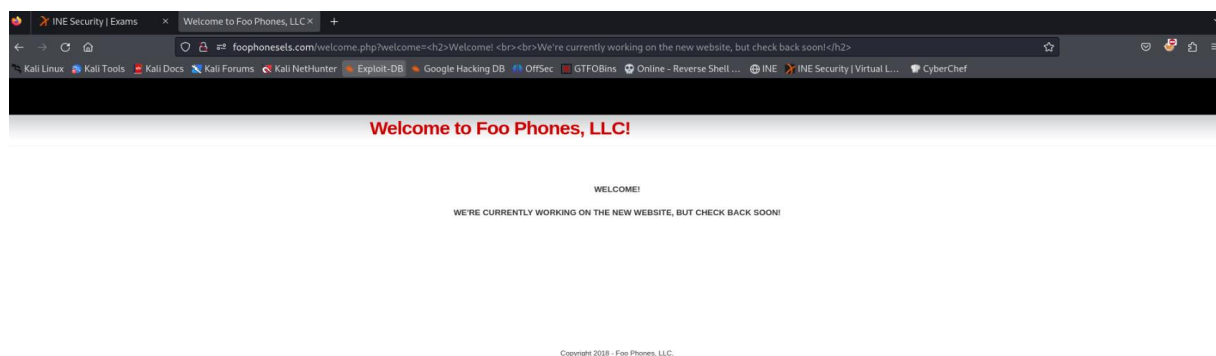 INE Security | Exams
Welcome to Foo Phones, LLC
foophonesels.com/welcome.php?welcome=<h2>Welcome! <br><br>We're currently working on the new website, but check back soon!</h2>
Kali Linux Kali Tools Kali Docs Kali Forums Kali NetHunter Exploit-DB Google Hacking DB OffSec GTFOBins Online - Reverse Shell ... INE INE Security | Virtual L... CyberChef
Welcome to Foo Phones, LLC!
WELCOME!
WE'RE CURRENTLY WORKING ON THE NEW WEBSITE, BUT CHECK BACK SOON!
Copyright 2018 - Foo Phones, LLC.